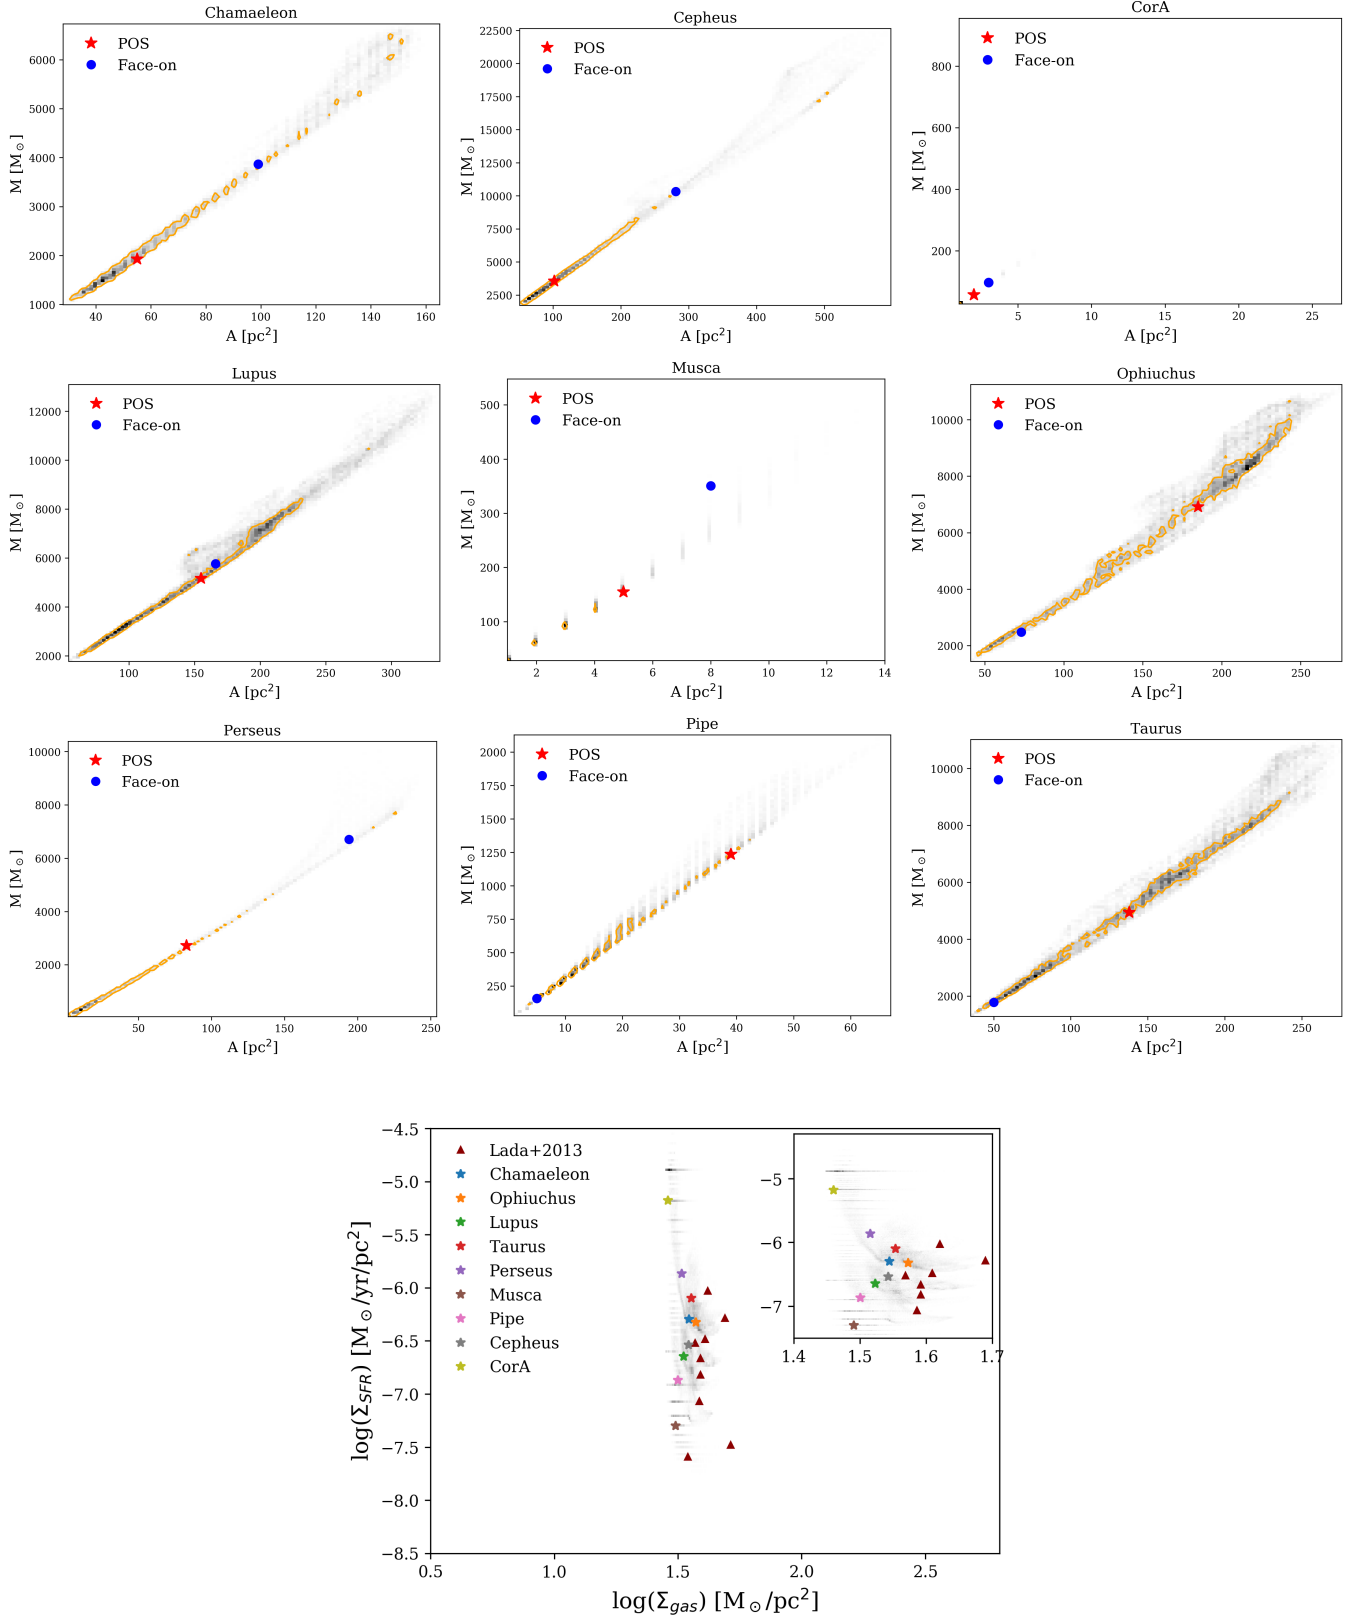 Chamaeleon
POS
Face-on
6000
5000
4000
3000
2000
1000
M [M⊙]
40
60
80
100
120
140
160
A [pc²]
Cepheus
POS
Face-on
22500
20000
17500
15000
12500
10000
7500
5000
2500
M [M⊙]
100
200
300
400
500
A [pc²]
CorA
POS
Face-on
800
600
400
200
M [M⊙]
5
10
15
20
25
A [pc²]
Lupus
POS
Face-on
12000
10000
8000
6000
4000
2000
M [M⊙]
100
150
200
250
300
A [pc²]
Musca
POS
Face-on
500
400
300
200
100
M [M⊙]
2
4
6
8
10
12
14
A [pc²]
Ophiuchus
POS
Face-on
10000
8000
6000
4000
2000
M [M⊙]
50
100
150
200
250
A [pc²]
Perseus
POS
Face-on
10000
8000
6000
4000
2000
M [M⊙]
50
100
150
200
250
A [pc²]
Pipe
POS
Face-on
2000
1750
1500
1250
1000
750
500
250
M [M⊙]
10
20
30
40
50
60
A [pc²]
Taurus
POS
Face-on
10000
8000
6000
4000
2000
M [M⊙]
50
100
150
200
250
A [pc²]
−4.5
−5.0
−5.5
−6.0
−6.5
−7.0
−7.5
−8.0
−8.5
log(Σ_SFR) [M⊙/yr/pc²]
Lada+2013
Chamaeleon
Ophiuchus
Lupus
Taurus
Perseus
Musca
Pipe
Cepheus
CorA
−5
−6
−7
1.4
1.5
1.6
1.7
0.5
1.0
1.5
2.0
2.5
log(Σ_gas) [M⊙/pc²]